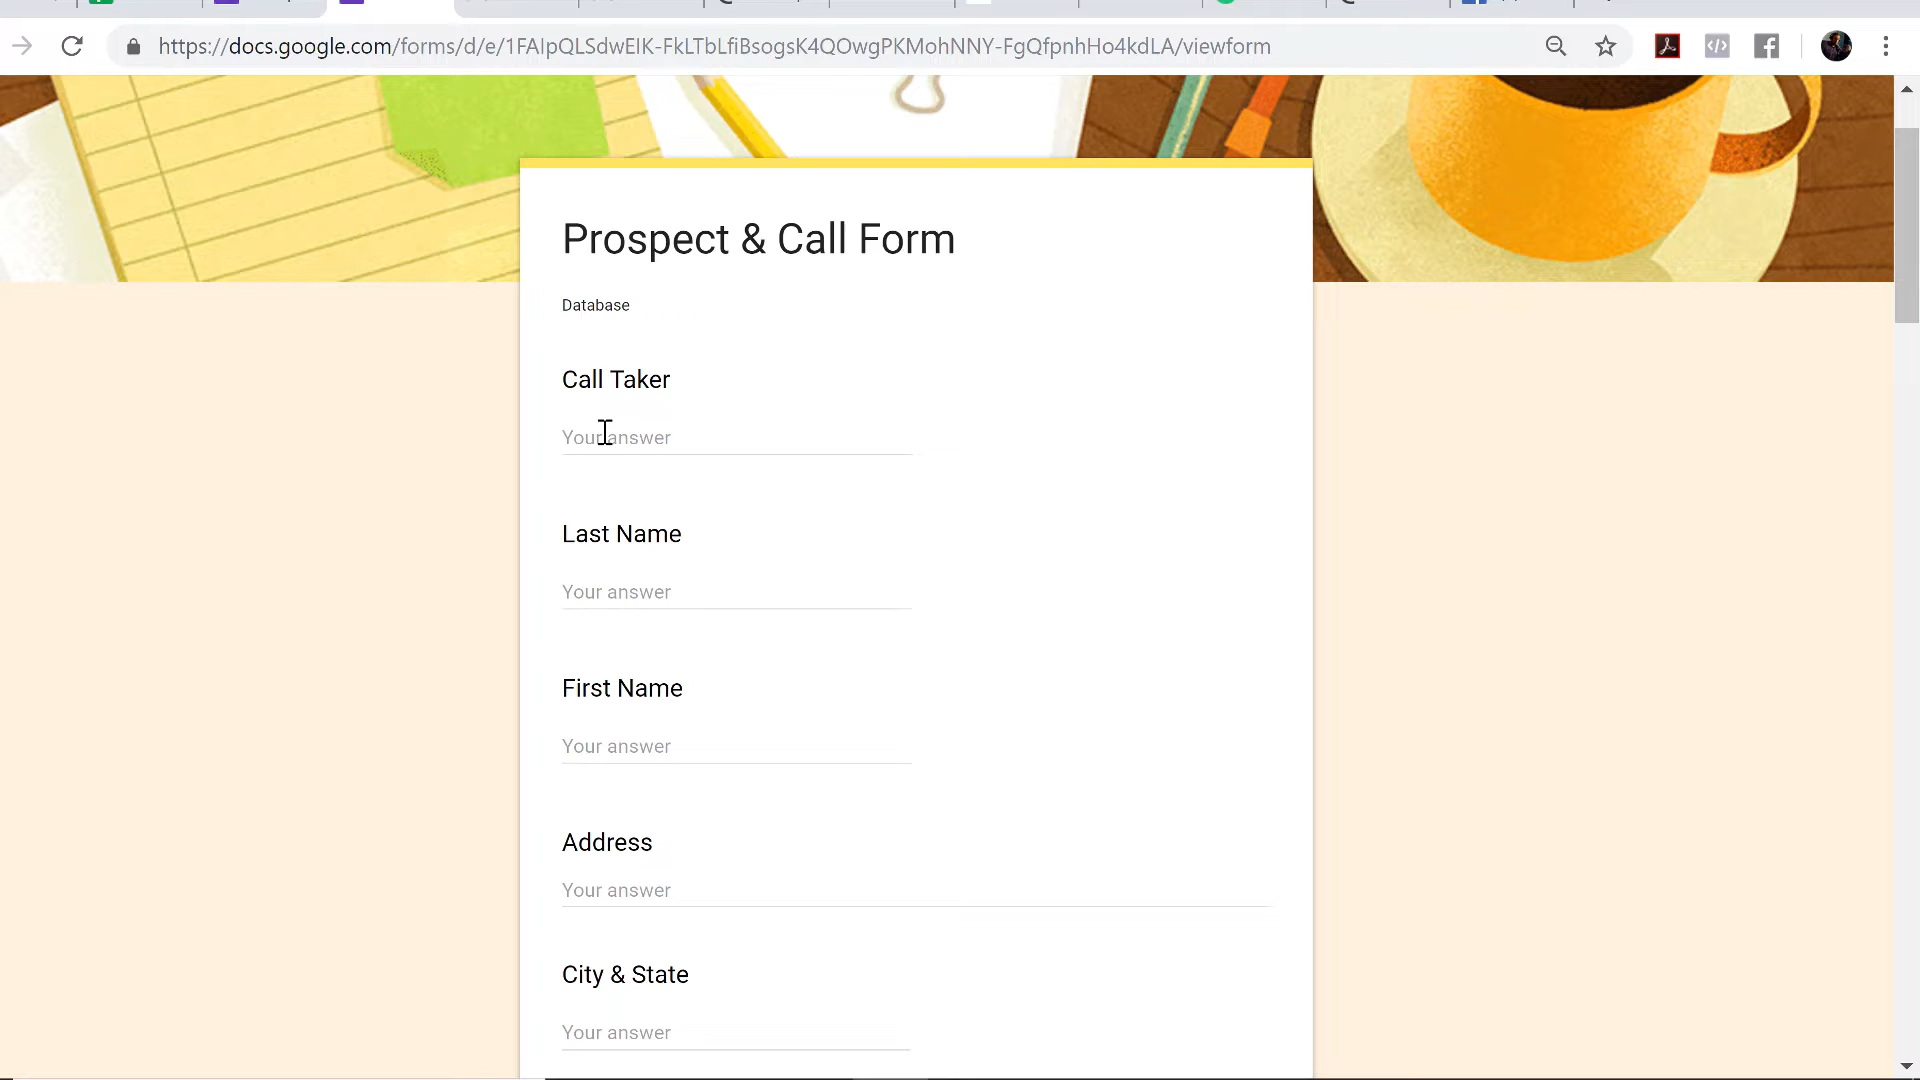 https://docs.google.com/forms/d/e/1FAIpQLSdwEIK-FkLTbLfiBsogsK4QOwgPKMohNNY-FgQfpnhHo4kdLA/viewform
Prospect & Call Form
Database
Call Taker
Your answer
Last Name
Your answer
First Name
Your answer
Address
Your answer
City & State
Your answer